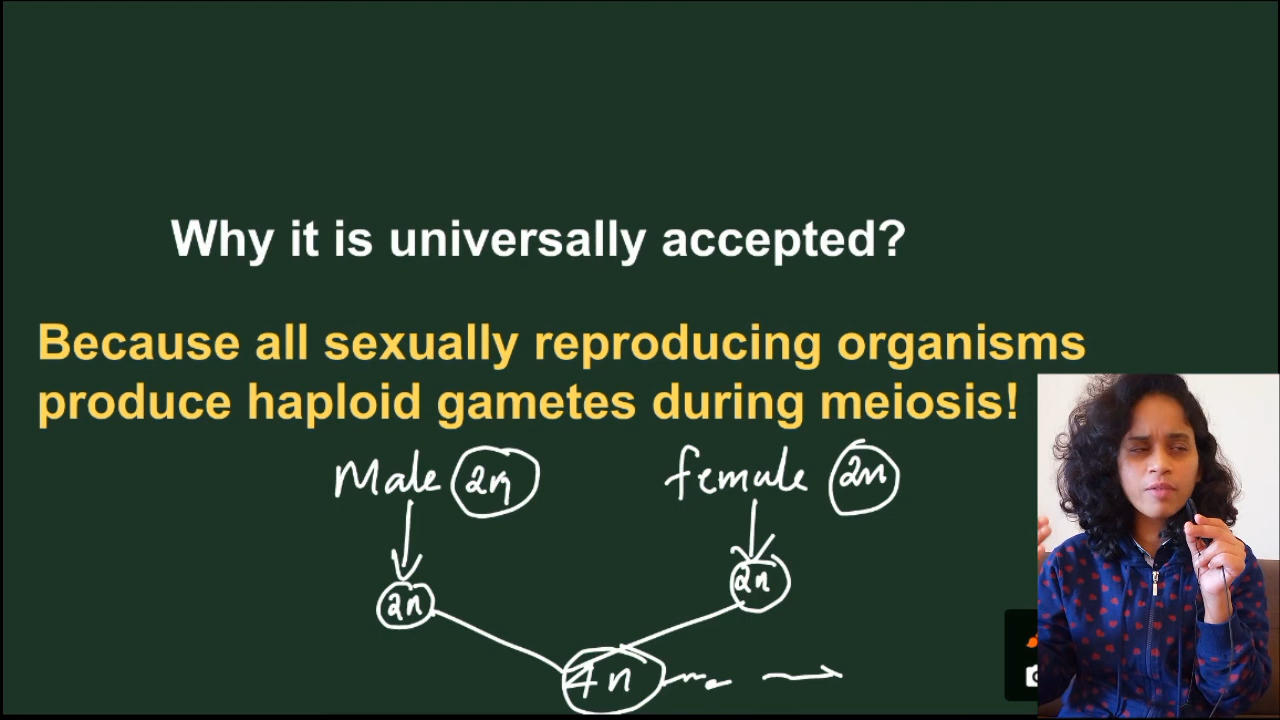 Why it is universally accepted?
Because all sexually reproducing organisms
produce haploid gametes during meiosis!
Male 2n female 2n
2n 2n
4n